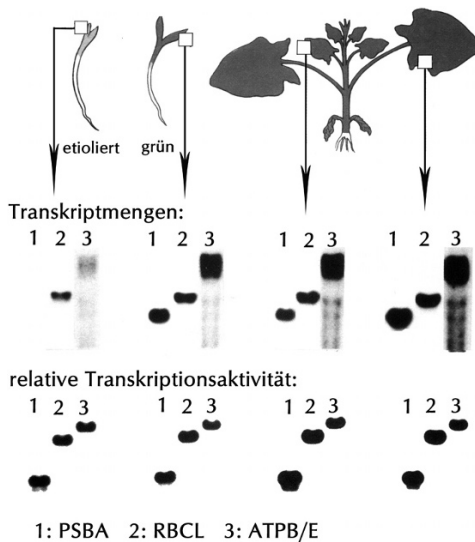 etioliert grün
Transkriptmengen:
1 2 3 1 2 3 1 2 3 1 2 3
relative Transkriptionsaktivität:
1 2 3 1 2 3 1 2 3 1 2 3
1: PSBA 2: RBCL 3: ATPB/E